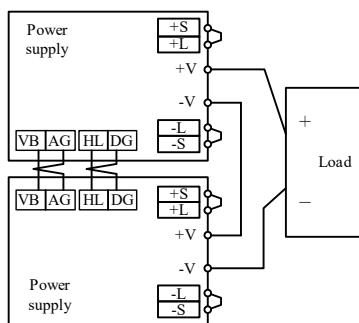 Power
supply
+S
+L
+V
-V
-L
-S
VB AG HL DG
+
Load
−
VB AG HL DG
+S
+L
+V
-V
Power
supply
-L
-S